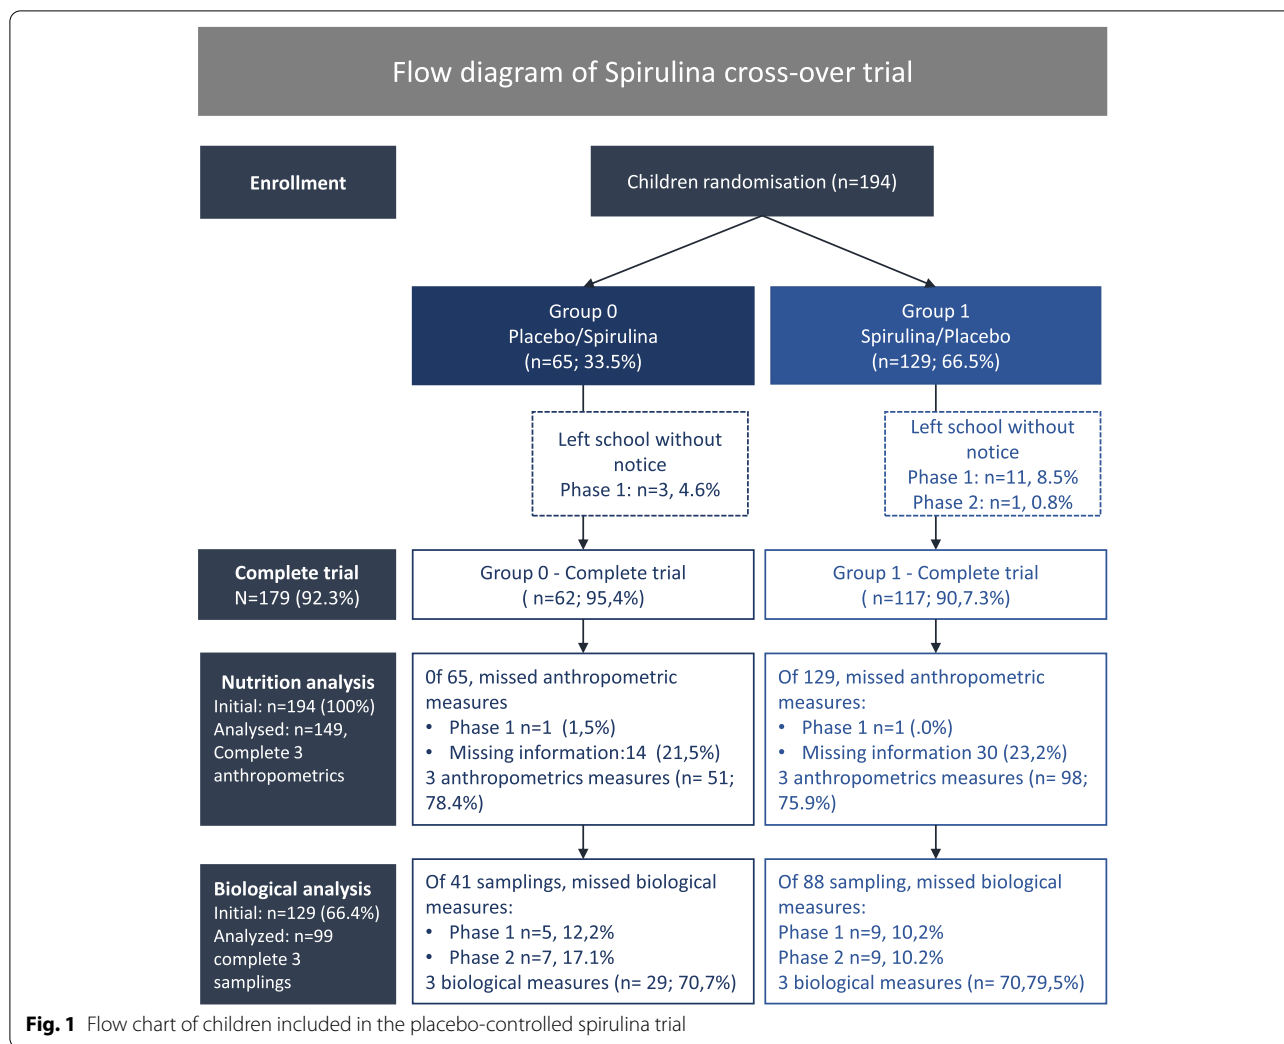 Flow diagram of Spirulina cross-over trial
Enrollment
Children randomisation (n=194)
Group 0
Placebo/Spirulina
(n=65; 33.5%)
Group 1
Spirulina/Placebo
(n=129; 66.5%)
Left school without
notice
Phase 1: n=3, 4.6%
Left school without
notice
Phase 1: n=11, 8.5%
Phase 2: n=1, 0.8%
Complete trial
N=179 (92.3%)
Group 0 - Complete trial
( n=62; 95,4%)
Group 1 - Complete trial
( n=117; 90,7.3%)
Nutrition analysis
Initial: n=194 (100%)
Analysed: n=149,
Complete 3
anthropometrics
0f 65, missed anthropometric
measures
• Phase 1 n=1 (1,5%)
• Missing information:14 (21,5%)
3 anthropometrics measures (n= 51;
78.4%)
Of 129, missed anthropometric
measures:
• Phase 1 n=1 (.0%)
• Missing information 30 (23,2%)
3 anthropometrics measures (n= 98;
75.9%)
Biological analysis
Initial: n=129 (66.4%)
Analyzed: n=99
complete 3
samplings
Of 41 samplings, missed biological
measures:
• Phase 1 n=5, 12,2%
• Phase 2 n=7, 17.1%
3 biological measures (n= 29; 70,7%)
Of 88 sampling, missed biological
measures:
Phase 1 n=9, 10,2%
Phase 2 n=9, 10.2%
3 biological measures (n= 70,79,5%)
Fig. 1 Flow chart of children included in the placebo-controlled spirulina trial